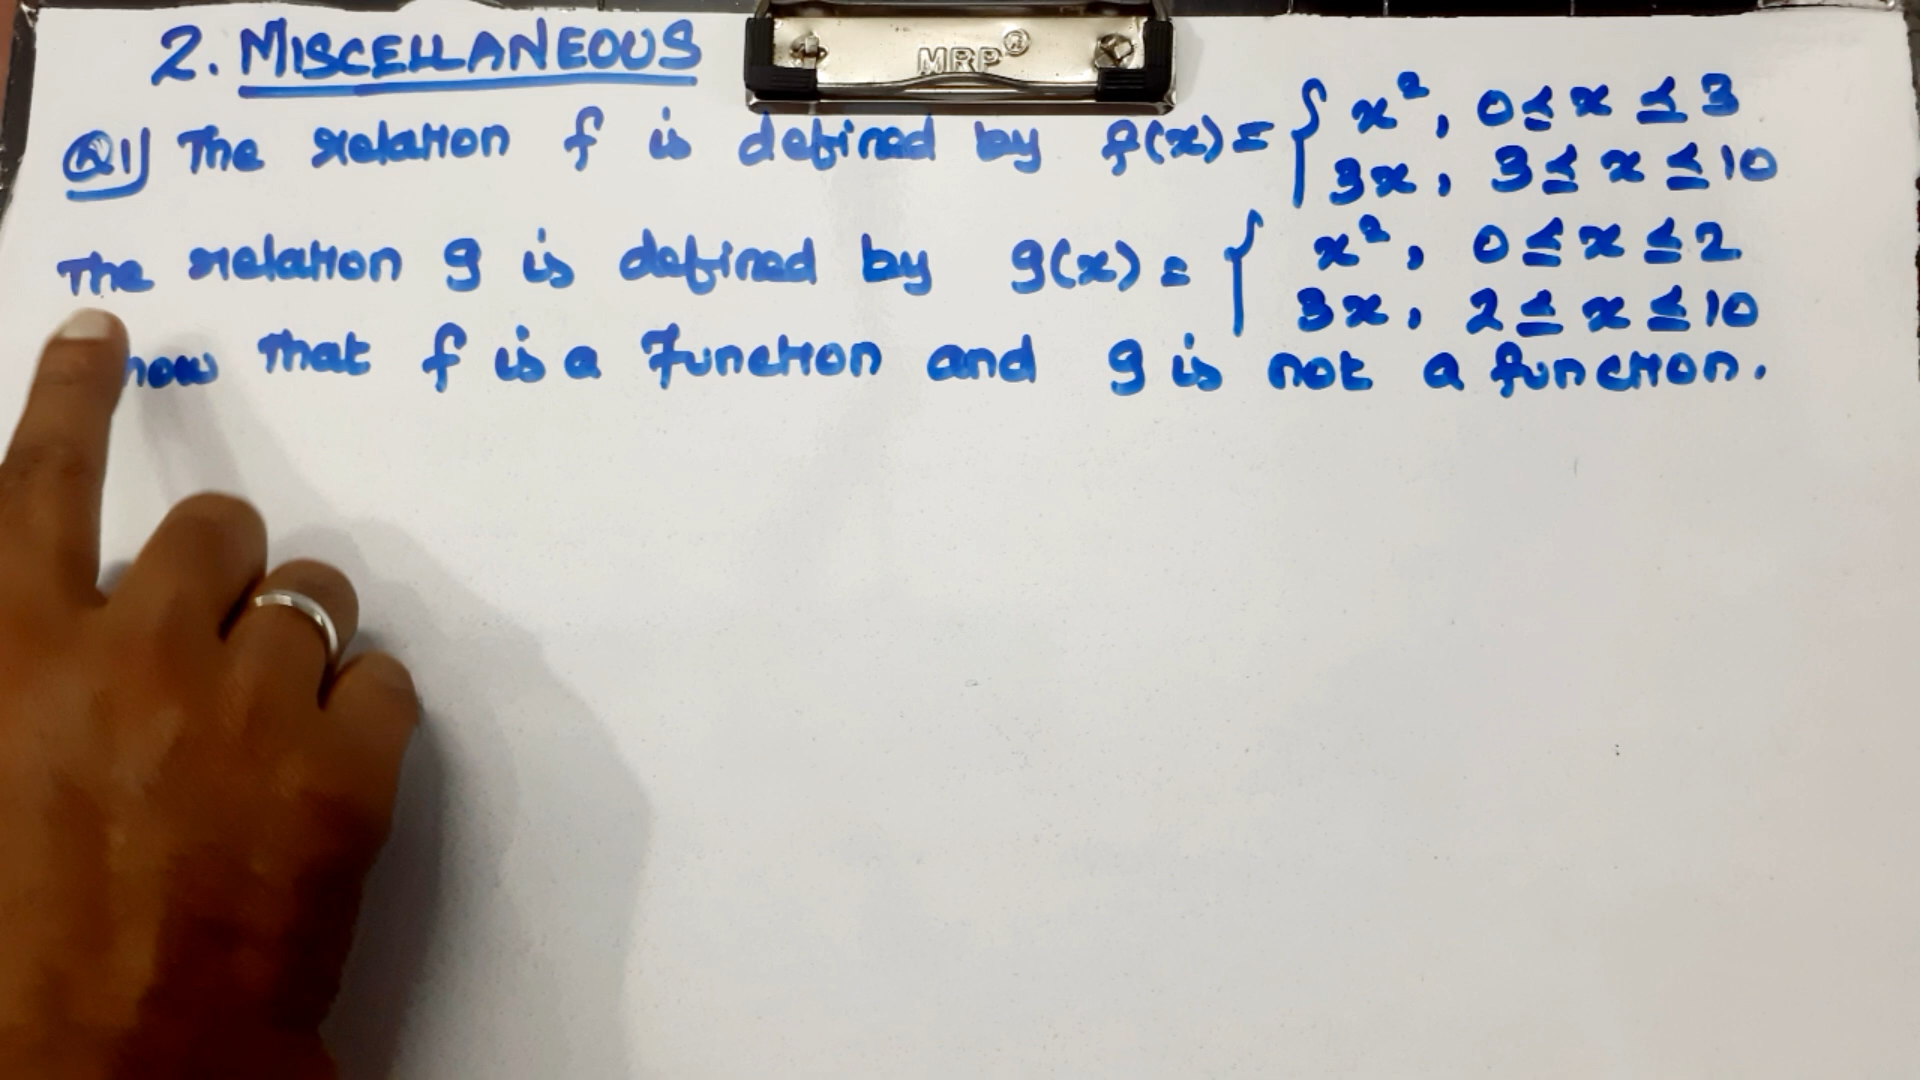 2. MISCELLANEOUS
MRP®
Q1) The relation f is defined by f(x) = { x², 0 ≤ x ≤ 3
3x, 3 ≤ x ≤ 10
The relation g is defined by g(x) = { x², 0 ≤ x ≤ 2
3x, 2 ≤ x ≤ 10
how that f is a function and g is not a function.